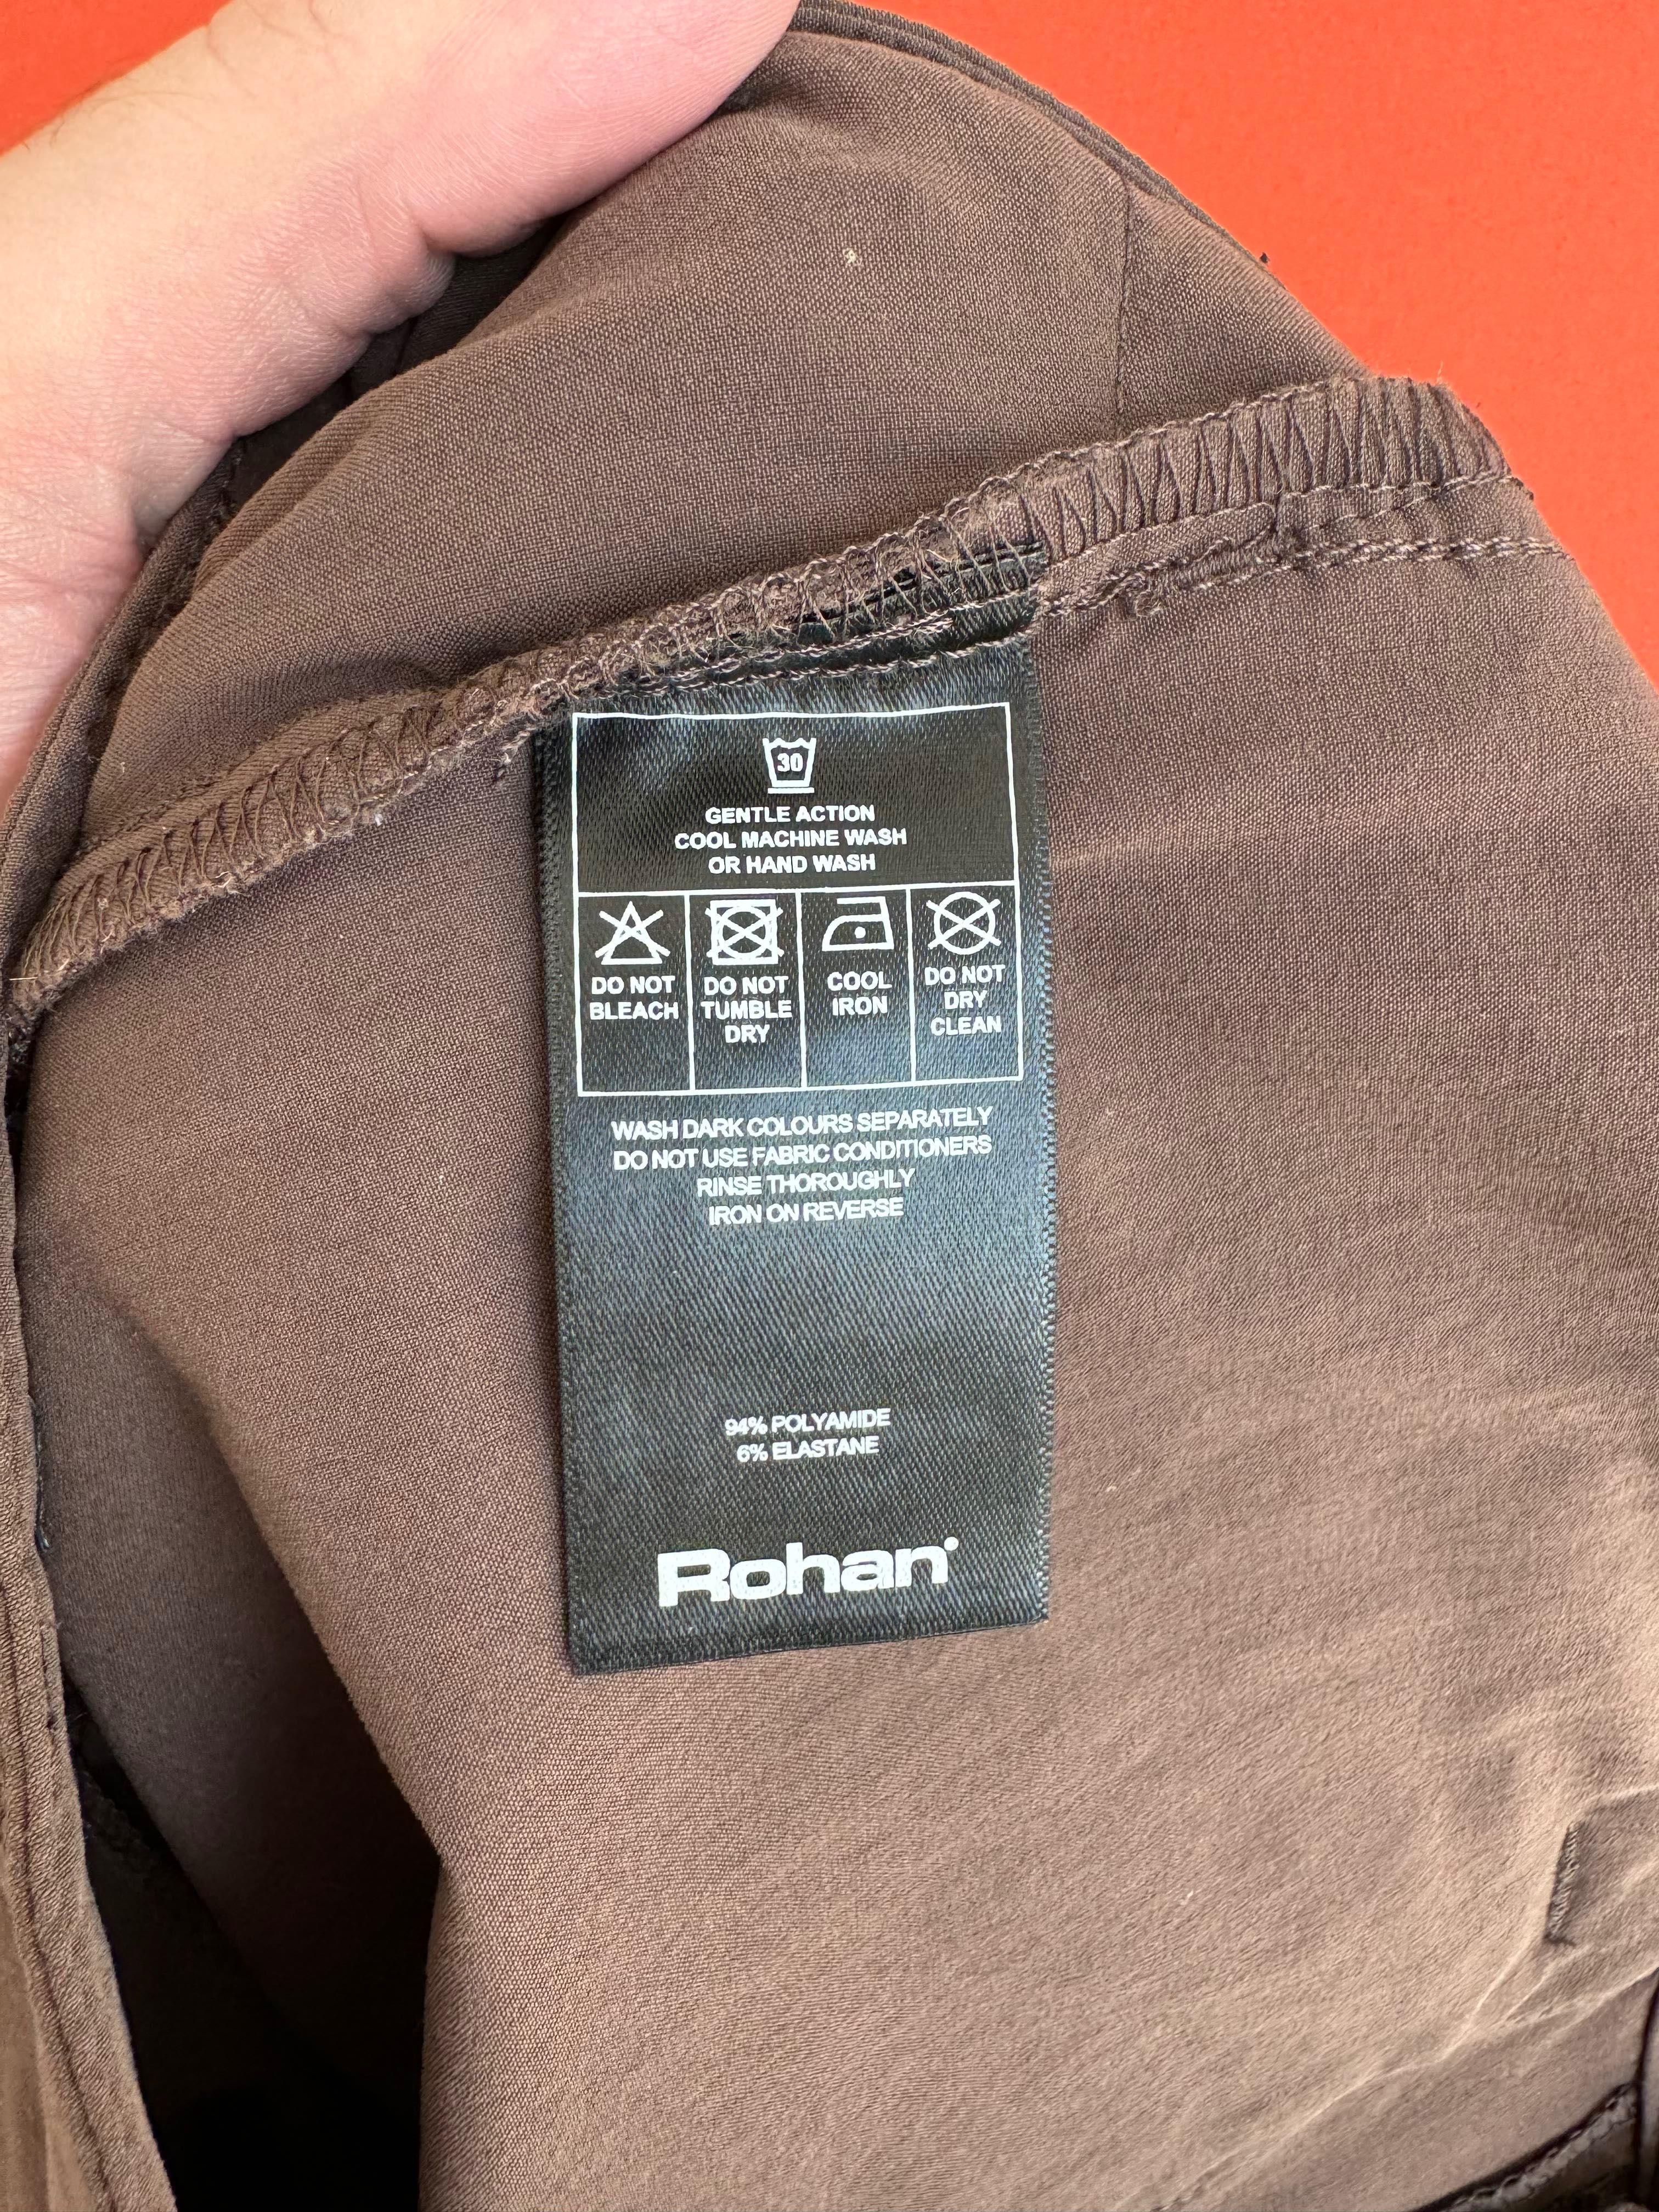 30
GENTLE ACTION
COOL MACHINE WASH
OR HAND WASH
DO NOT
BLEACH
DO NOT
TUMBLE
DRY
COOL
IRON
DO NOT
DRY
CLEAN
WASH DARK COLOURS SEPARATELY
DO NOT USE FABRIC CONDITIONERS
RINSE THOROUGHLY
IRON ON REVERSE
94% POLYAMIDE
6% ELASTANE
Rohan